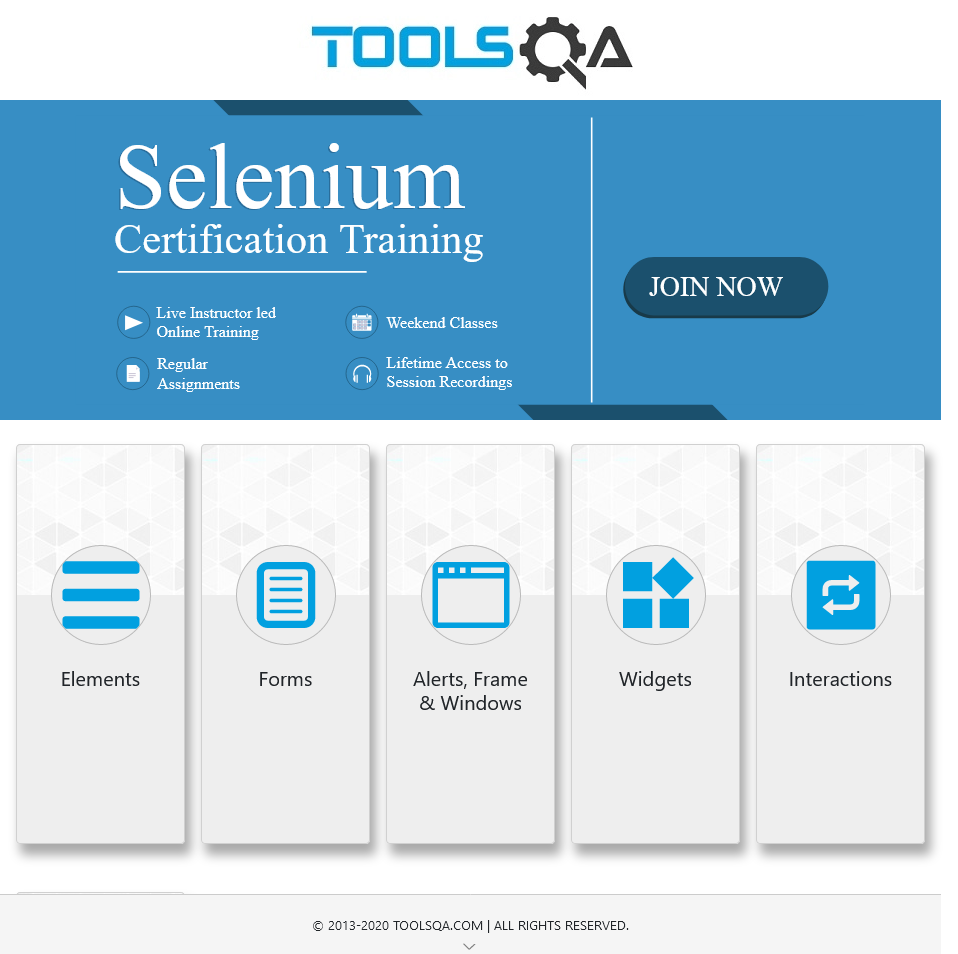 TOOLSQA
Selenium
Certification Training
JOIN NOW
Live Instructor led
Online Training
Weekend Classes
Regular
Assignments
Lifetime Access to
Session Recordings
Elements
Forms
Alerts, Frame
& Windows
Widgets
Interactions
© 2013-2020 TOOLSQA.COM | ALL RIGHTS RESERVED.